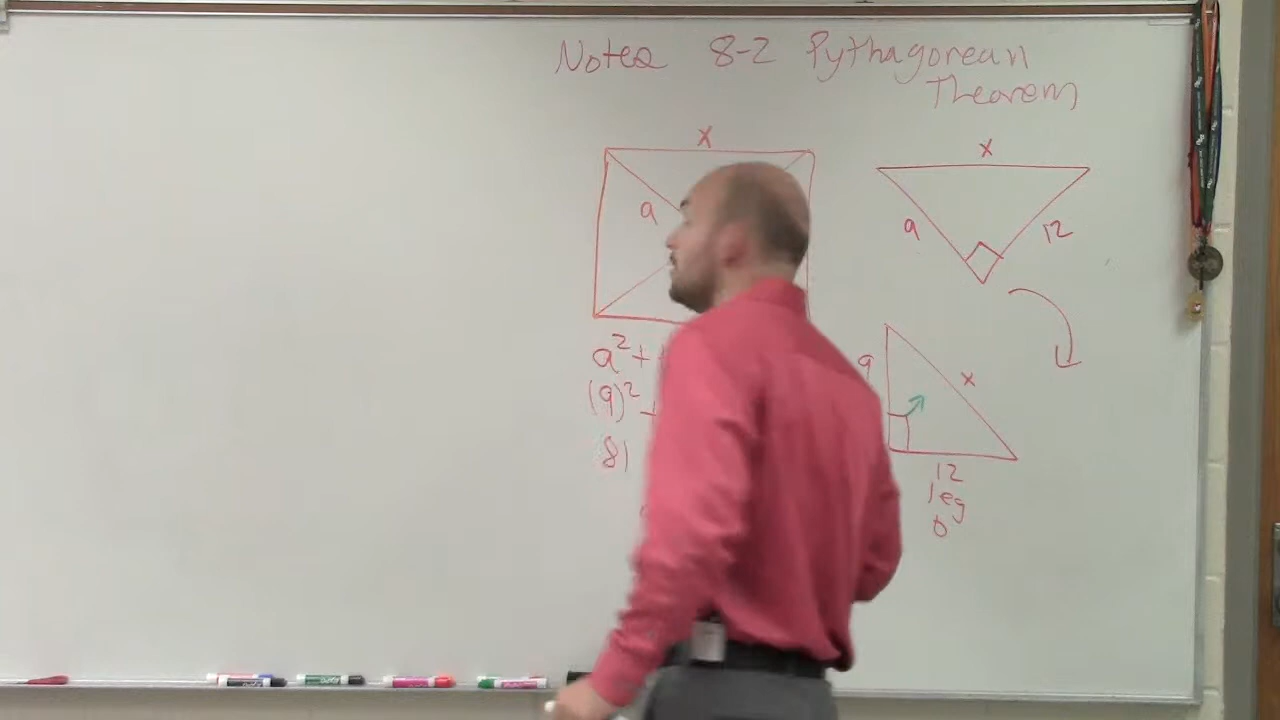 Notes 8-2 Pythagorean
Theorem
x
9
x
9
12
a² +
(9)²
81
9
x
12
leg
b